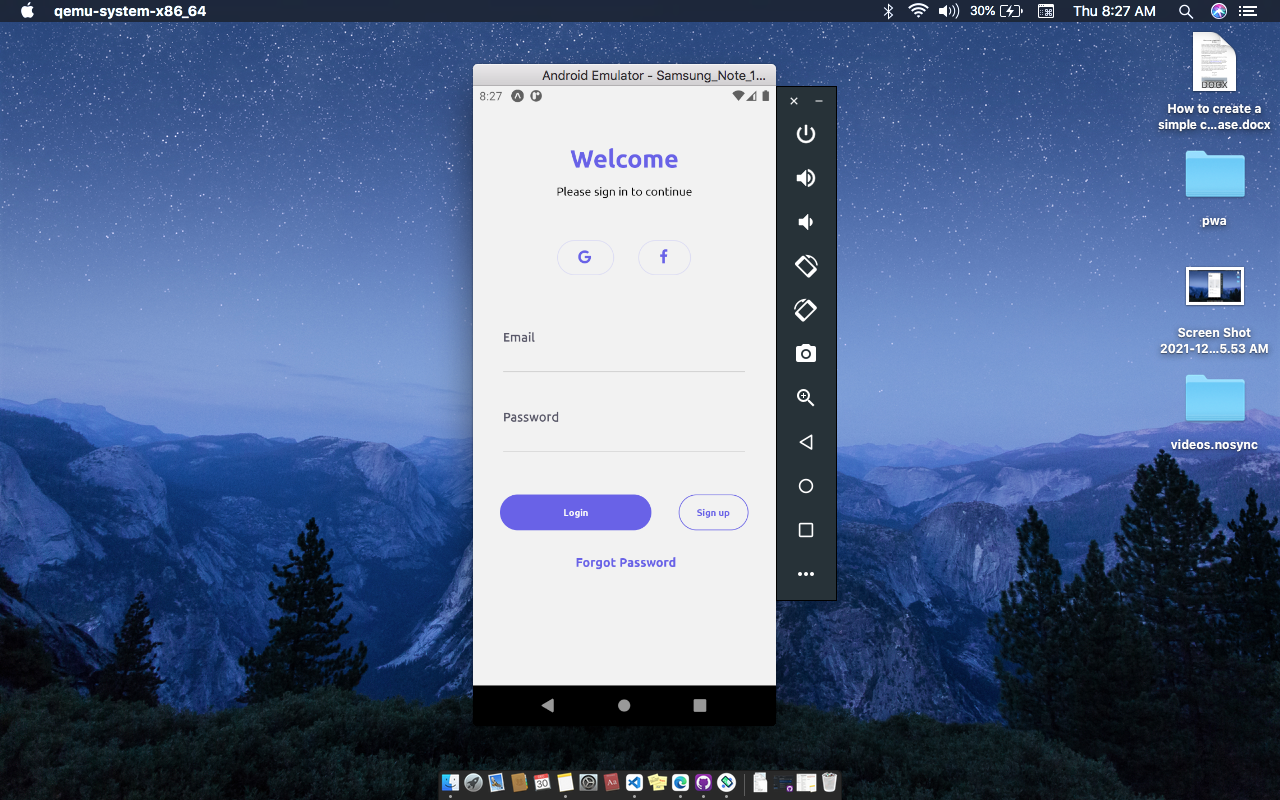 qemu-system-x86_64
30%
Thu 8:27 AM
Android Emulator - Samsung_Note_1...
8:27
Welcome
Please sign in to continue
G
f
Email
Password
Login
Sign up
Forgot Password
DOCX
How to create a
simple c...ase.docx
pwa
Screen Shot
2021-12...5.53 AM
videos.nosync
30
Aa